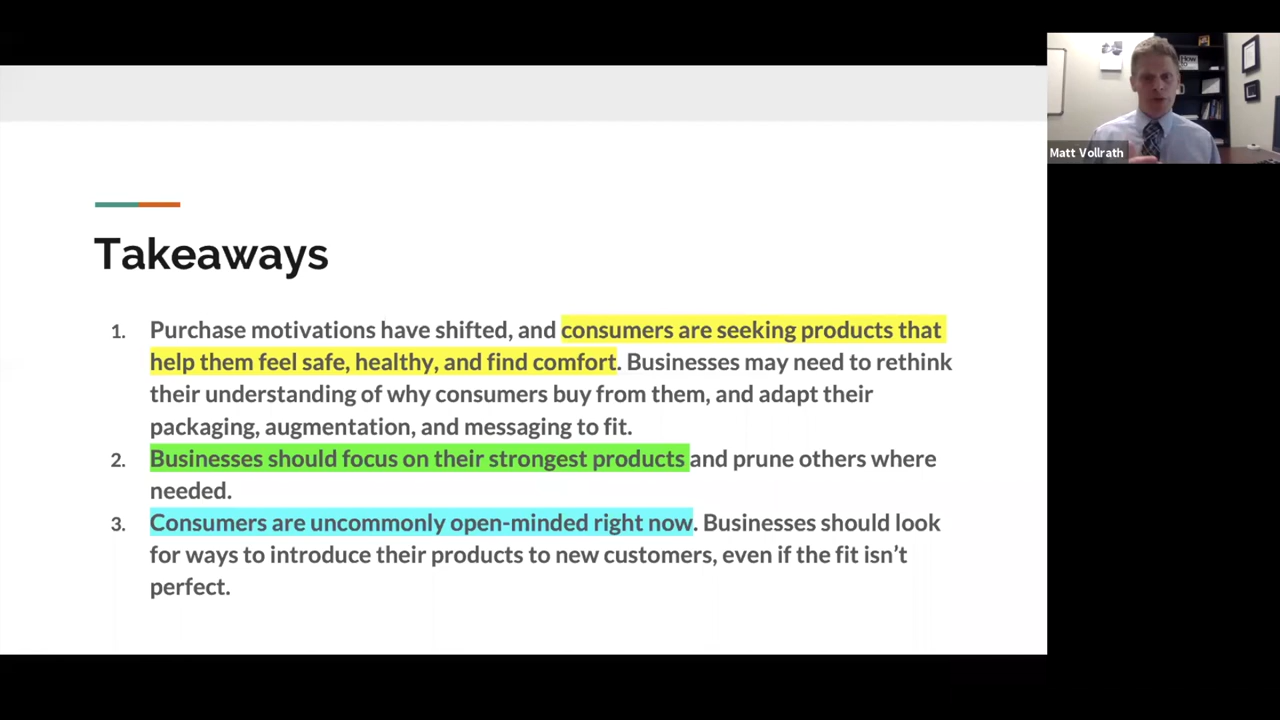 Takeaways
1. Purchase motivations have shifted, and consumers are seeking products that
help them feel safe, healthy, and find comfort. Businesses may need to rethink
their understanding of why consumers buy from them, and adapt their
packaging, augmentation, and messaging to fit.
2. Businesses should focus on their strongest products and prune others where
needed.
3. Consumers are uncommonly open-minded right now. Businesses should look
for ways to introduce their products to new customers, even if the fit isn’t
perfect.
How
Matt Vollrath